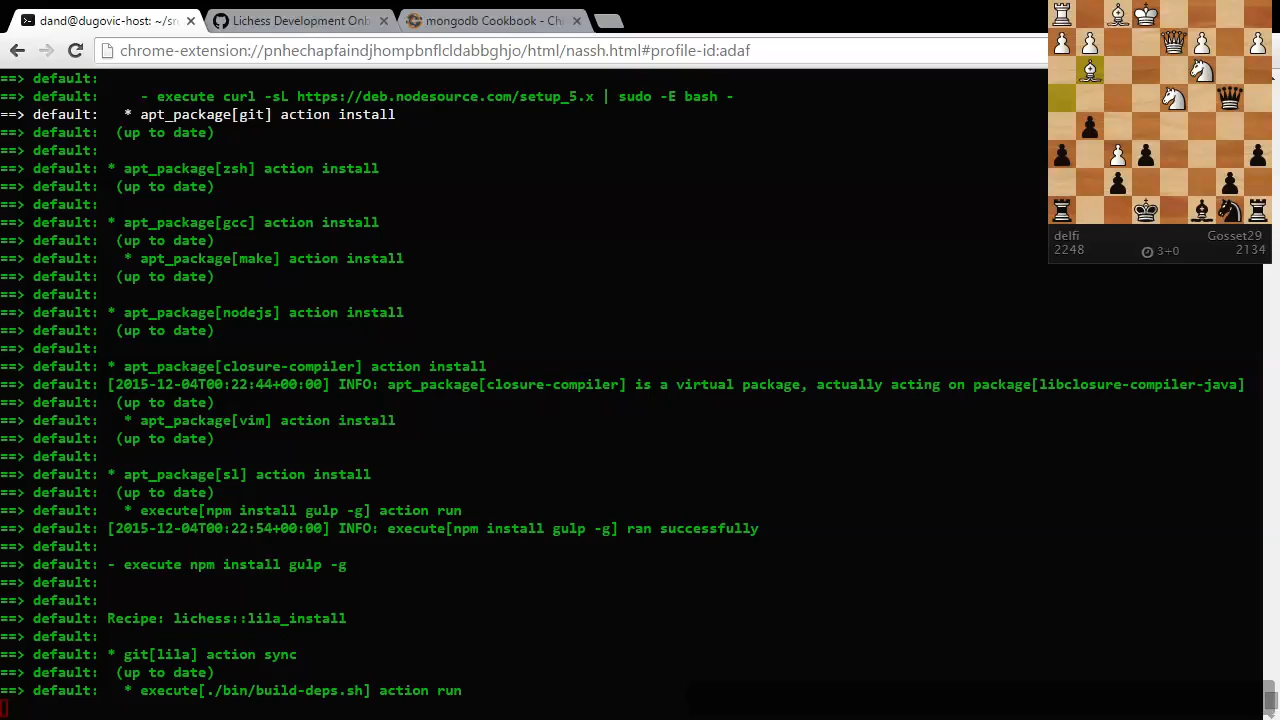 dand@dugovic-host: ~/sr
Lichess Development Onb
mongodb Cookbook - Ch
chrome-extension://pnhechapfaindjhompbnflcldabbghjo/html/nassh.html#profile-id:adaf
==> default:
==> default:     - execute curl -sL https://deb.nodesource.com/setup_5.x | sudo -E bash -
==> default:   * apt_package[git] action install
==> default:  (up to date)
==> default:
==> default: * apt_package[zsh] action install
==> default:  (up to date)
==> default:
==> default: * apt_package[gcc] action install
==> default:  (up to date)
==> default:   * apt_package[make] action install
==> default:  (up to date)
==> default:
==> default: * apt_package[nodejs] action install
==> default:  (up to date)
==> default:
==> default: * apt_package[closure-compiler] action install
==> default: [2015-12-04T00:22:44+00:00] INFO: apt_package[closure-compiler] is a virtual package, actually acting on package[libclosure-compiler-java]
==> default:  (up to date)
==> default:   * apt_package[vim] action install
==> default:  (up to date)
==> default:
==> default: * apt_package[sl] action install
==> default:  (up to date)
==> default:   * execute[npm install gulp -g] action run
==> default: [2015-12-04T00:22:54+00:00] INFO: execute[npm install gulp -g] ran successfully
==> default:
==> default: - execute npm install gulp -g
==> default:
==> default:
==> default: Recipe: lichess::lila_install
==> default:
==> default: * git[lila] action sync
==> default:  (up to date)
==> default:   * execute[./bin/build-deps.sh] action run
delfi Gosset29
2248 3+0 2134